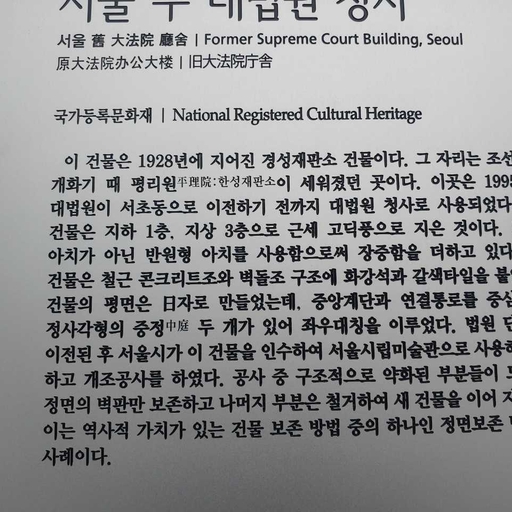 서울 구 대법원 청사
서울 舊 大法院 廳舍 | Former Supreme Court Building, Seoul
原大法院办公大楼 | 旧大法院庁舎
국가등록문화재 | National Registered Cultural Heritage
이 건물은 1928년에 지어진 경성재판소 건물이다. 그 자리는 조선
개화기 때 평리원平理院:한성재판소이 세워졌던 곳이다. 이곳은 1995
대법원이 서초동으로 이전하기 전까지 대법원 청사로 사용되었다
건물은 지하 1층, 지상 3층으로 근세 고딕풍으로 지은 것이다.
아치가 아닌 반원형 아치를 사용함으로써 장중함을 더하고 있다
건물은 철근 콘크리트조와 벽돌조 구조에 화강석과 갈색타일을 붙
건물의 평면은 日자로 만들었는데, 중앙계단과 연결통로를 중심
정사각형의 중정中庭 두 개가 있어 좌우대칭을 이루었다. 법원 단
이전된 후 서울시가 이 건물을 인수하여 서울시립미술관으로 사용하
하고 개조공사를 하였다. 공사 중 구조적으로 약화된 부분들이
정면의 벽판만 보존하고 나머지 부분은 철거하여 새 건물을 이어 지
이는 역사적 가치가 있는 건물 보존 방법 중의 하나인 정면보존
사례이다.